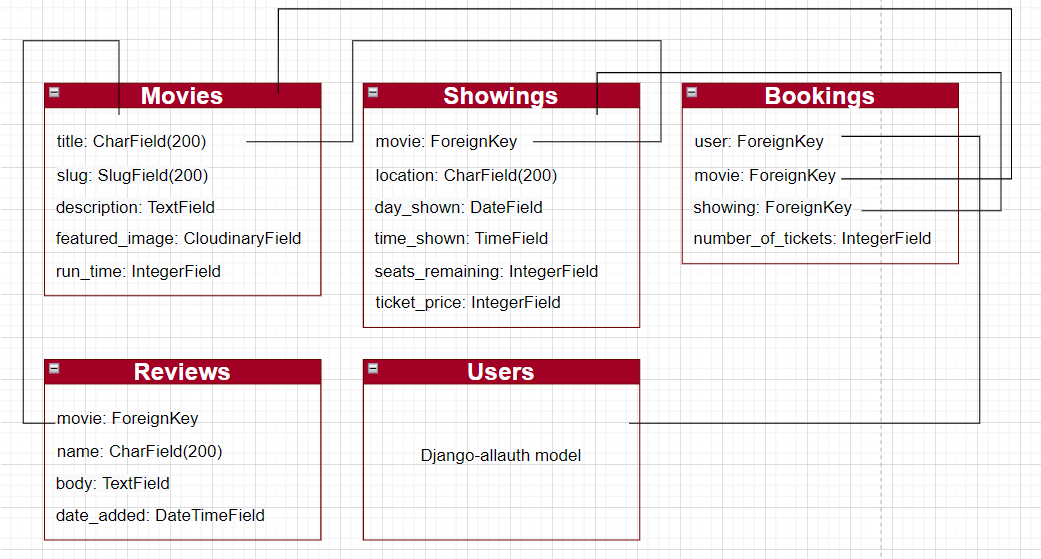 Movies
title: CharField(200)
slug: SlugField(200)
description: TextField
featured_image: CloudinaryField
run_time: IntegerField
Showings
movie: ForeignKey
location: CharField(200)
day_shown: DateField
time_shown: TimeField
seats_remaining: IntegerField
ticket_price: IntegerField
Bookings
user: ForeignKey
movie: ForeignKey
showing: ForeignKey
number_of_tickets: IntegerField
Reviews
movie: ForeignKey
name: CharField(200)
body: TextField
date_added: DateTimeField
Users
Django-allauth model